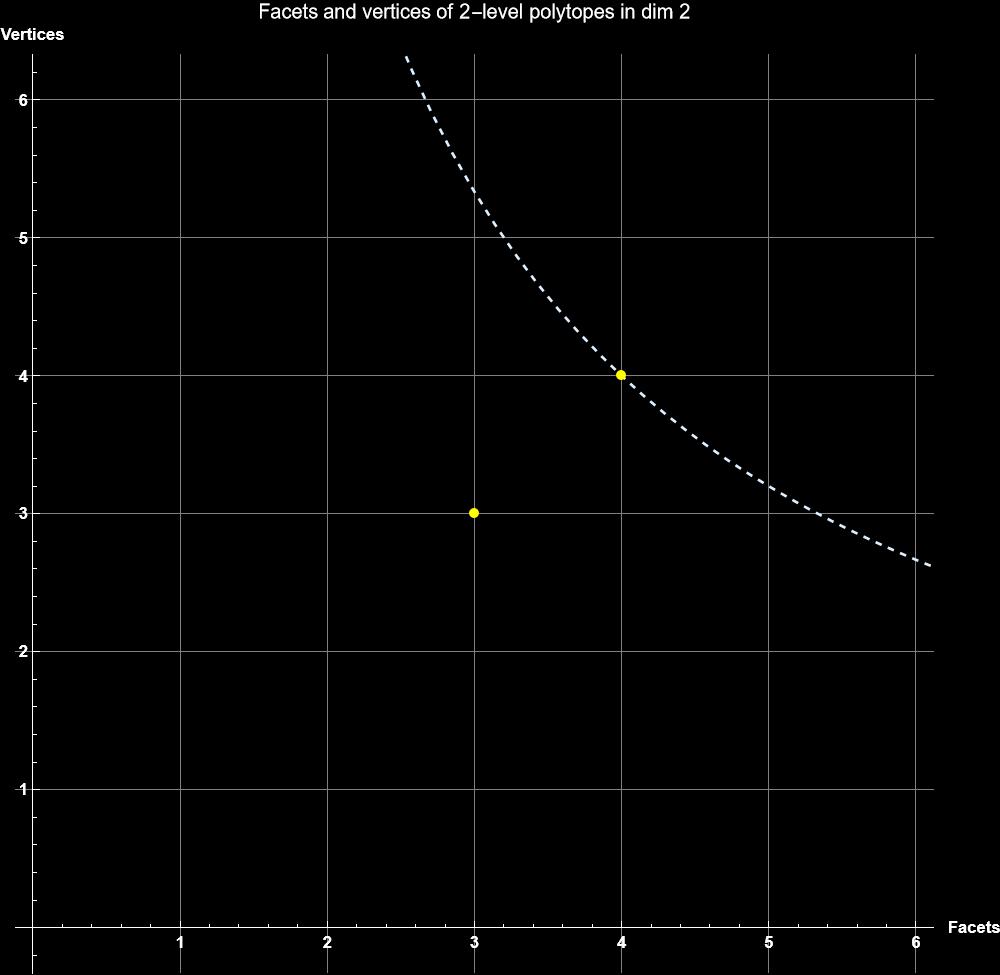 Facets and vertices of 2−level polytopes in dim 2
Vertices
6
5
4
3
2
1
Facets
1 2 3 4 5 6